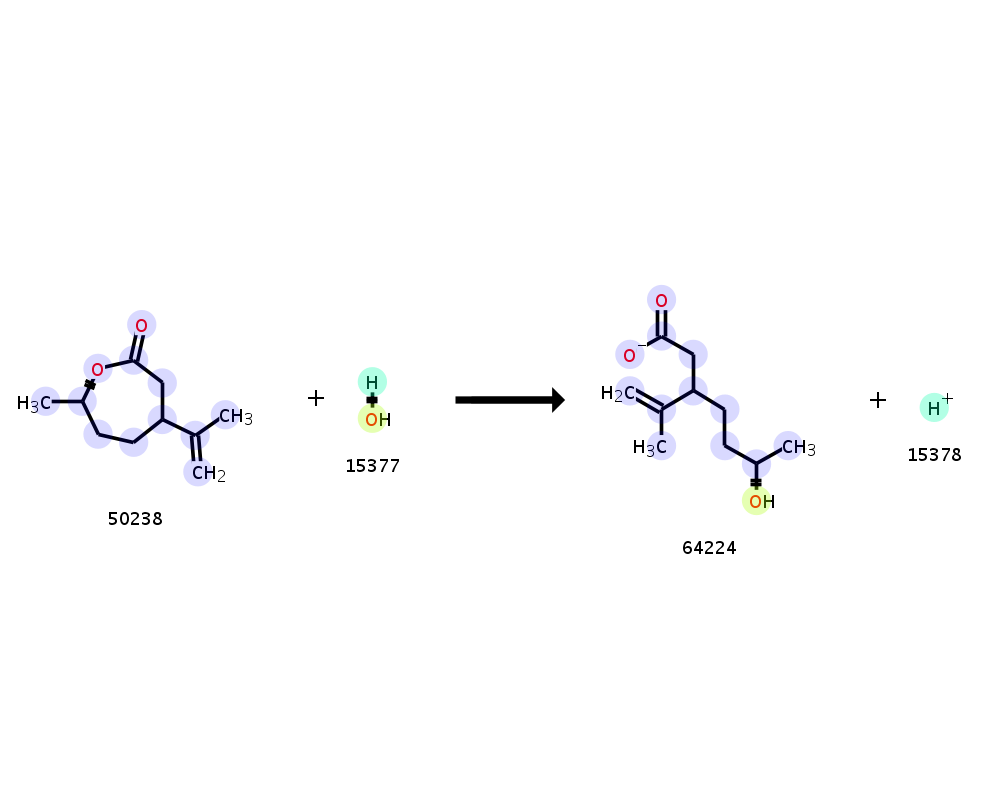 O
O
H₃C
CH₃
CH₂
50238
+
H
OH
15377
O
O⁻
H₂C
H₃C
CH₃
OH
64224
+
H⁺
15378